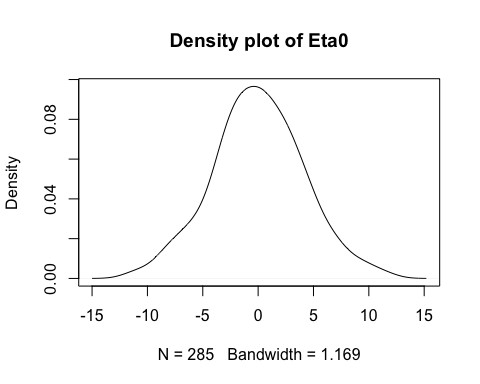 Density plot of Eta0
Density
0.08
0.04
0.00
-15 -10 -5 0 5 10 15
N = 285 Bandwidth = 1.169